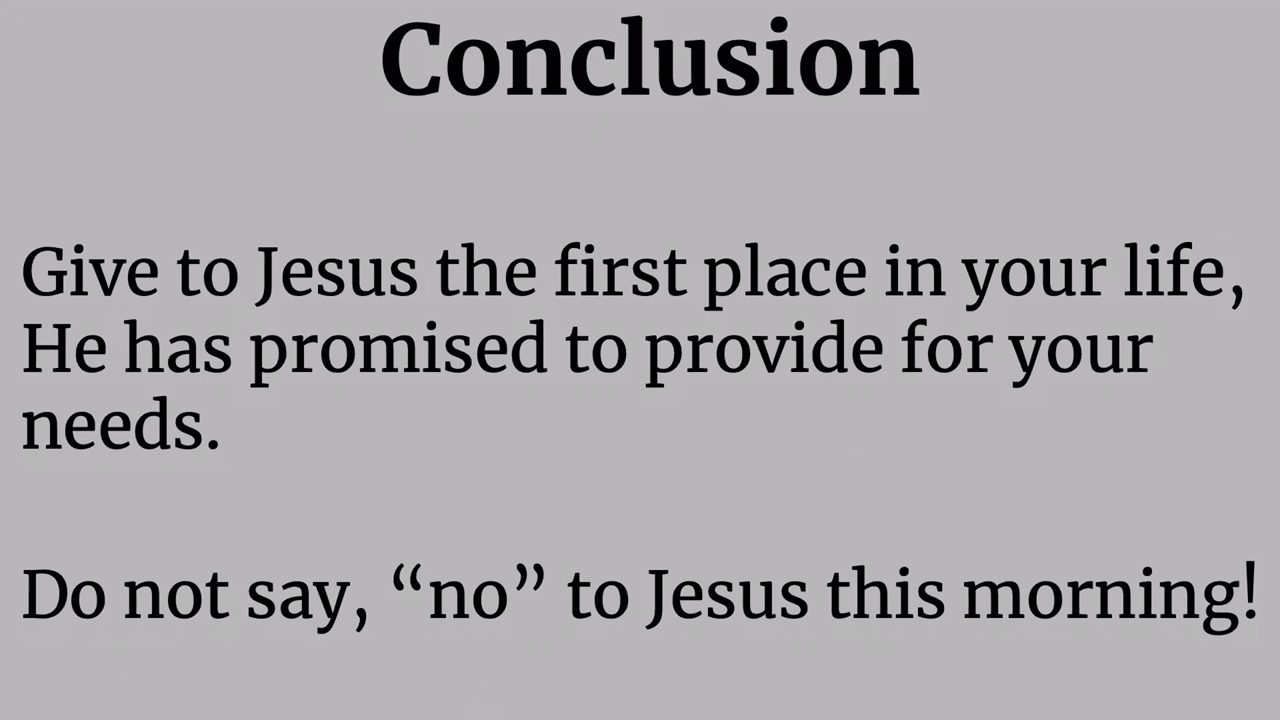 Conclusion
Give to Jesus the first place in your life,
He has promised to provide for your
needs.
Do not say, “no” to Jesus this morning!